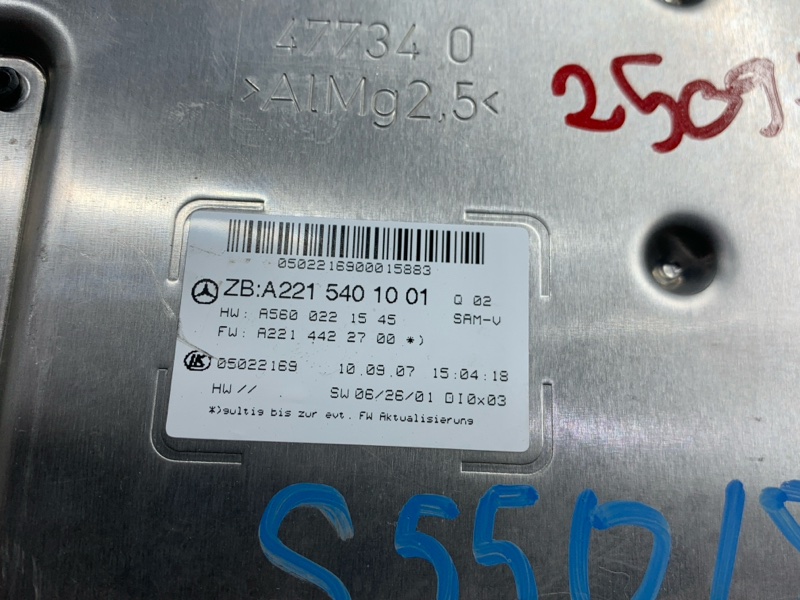 47734 0
>AlMg2,5<
2509
0502216900015883
ZB:A221 540 10 01 Q 02
HW: A560 022 15 45 SAM-V
FW: A221 442 27 00 *)
05022169 10.09.07 15:04:18
HW // SW 06/26/01 DI0x03
*)gultig bis zur evt. FW Aktualisierung
S550/